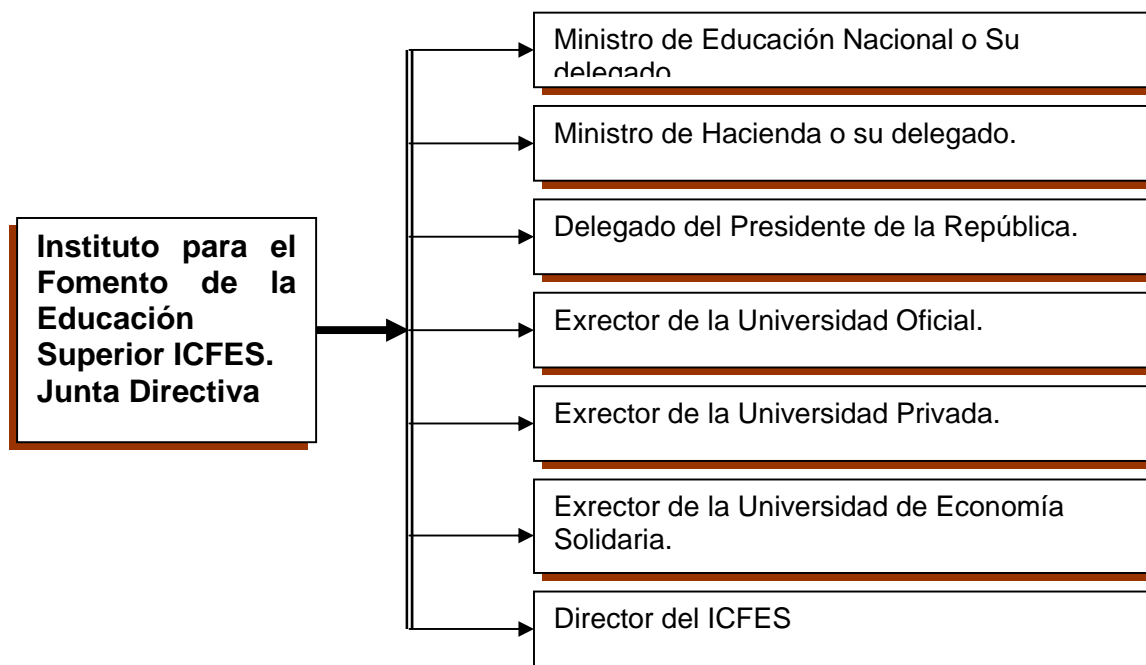 Ministro de Educación Nacional o Su
delegado
Ministro de Hacienda o su delegado.
Delegado del Presidente de la República.
Instituto para el
Fomento de la
Educación
Superior ICFES.
Junta Directiva
Exrector de la Universidad Oficial.
Exrector de la Universidad Privada.
Exrector de la Universidad de Economía
Solidaria.
Director del ICFES